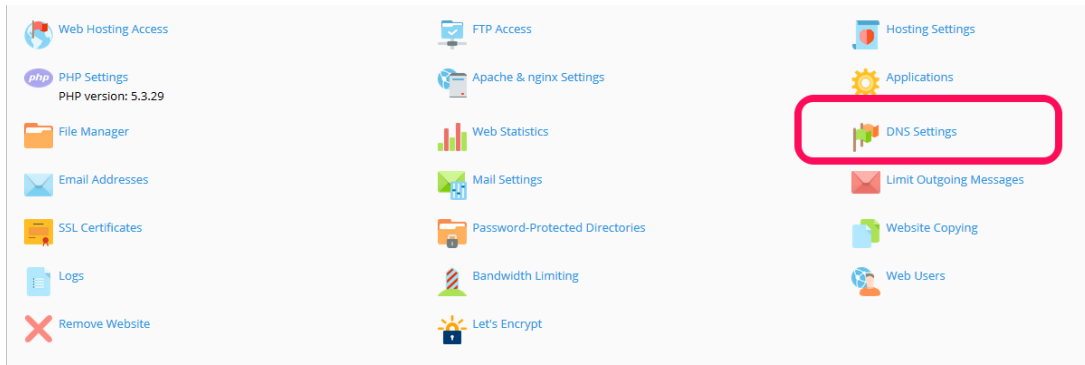 Web Hosting Access
FTP Access
Hosting Settings
php
PHP Settings
PHP version: 5.3.29
Apache & nginx Settings
Applications
File Manager
Web Statistics
DNS Settings
Email Addresses
Mail Settings
Limit Outgoing Messages
SSL Certificates
Password-Protected Directories
Website Copying
Logs
Bandwidth Limiting
Web Users
Remove Website
Let's Encrypt